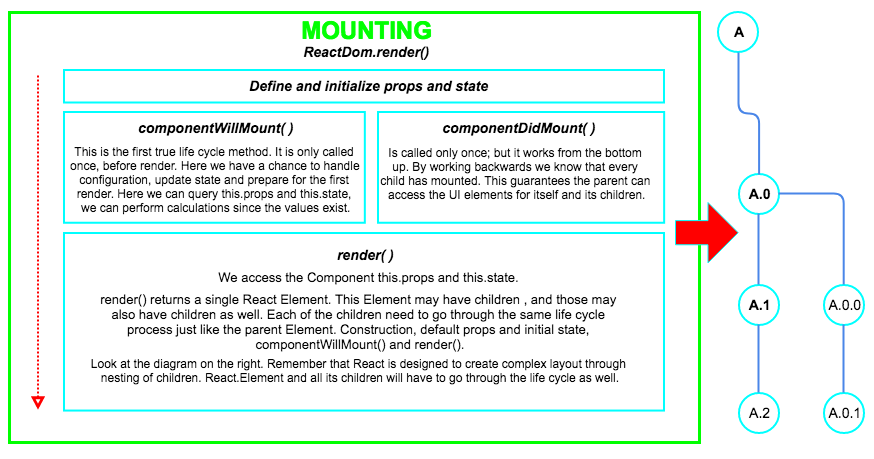 MOUNTING
ReactDom.render()
Define and initialize props and state
componentWillMount( )
This is the first true life cycle method. It is only called
once, before render. Here we have a chance to handle
configuration, update state and prepare for the first
render. Here we can query this.props and this.state,
we can perform calculations since the values exist.
componentDidMount( )
Is called only once; but it works from the bottom
up. By working backwards we know that every
child has mounted. This guarantees the parent can
access the UI elements for itself and its children.
render( )
We access the Component this.props and this.state.
render() returns a single React Element. This Element may have children , and those may
also have children as well. Each of the children need to go through the same life cycle
process just like the parent Element. Construction, default props and initial state,
componentWillMount() and render().
Look at the diagram on the right. Remember that React is designed to create complex layout through
nesting of children. React.Element and all its children will have to go through the life cycle as well.
A
A.0
A.1
A.0.0
A.2
A.0.1